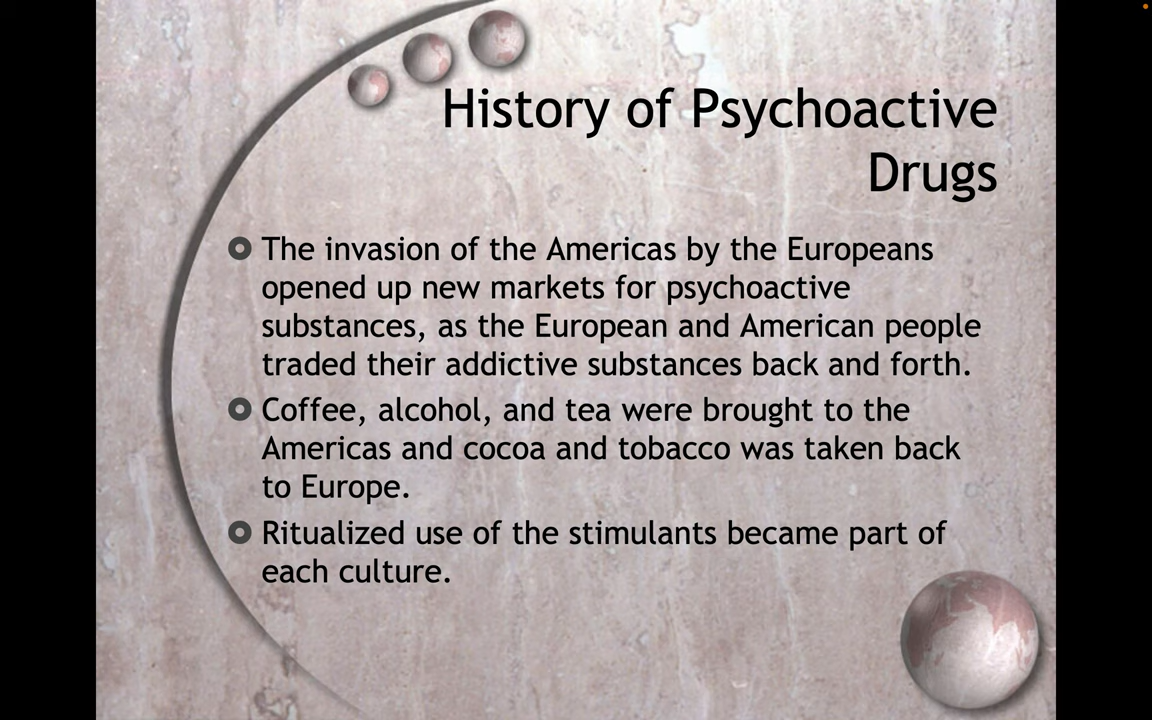 History of Psychoactive
Drugs
The invasion of the Americas by the Europeans
opened up new markets for psychoactive
substances, as the European and American people
traded their addictive substances back and forth.
Coffee, alcohol, and tea were brought to the
Americas and cocoa and tobacco was taken back
to Europe.
Ritualized use of the stimulants became part of
each culture.